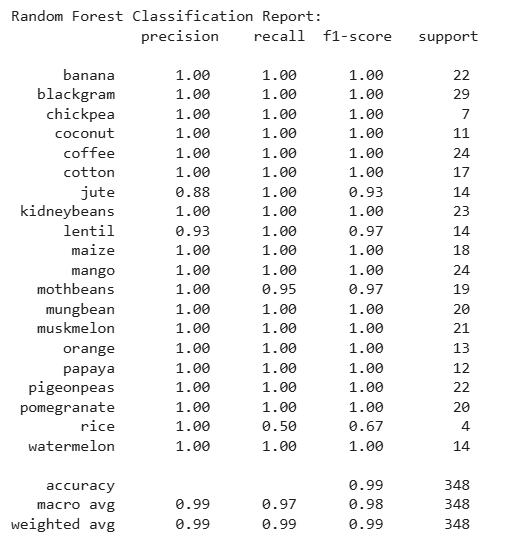 Random Forest Classification Report:
precision recall f1-score support
banana 1.00 1.00 1.00 22
blackgram 1.00 1.00 1.00 29
chickpea 1.00 1.00 1.00 7
coconut 1.00 1.00 1.00 11
coffee 1.00 1.00 1.00 24
cotton 1.00 1.00 1.00 17
jute 0.88 1.00 0.93 14
kidneybeans 1.00 1.00 1.00 23
lentil 0.93 1.00 0.97 14
maize 1.00 1.00 1.00 18
mango 1.00 1.00 1.00 24
mothbeans 1.00 0.95 0.97 19
mungbean 1.00 1.00 1.00 20
muskmelon 1.00 1.00 1.00 21
orange 1.00 1.00 1.00 13
papaya 1.00 1.00 1.00 12
pigeonpeas 1.00 1.00 1.00 22
pomegranate 1.00 1.00 1.00 20
rice 1.00 0.50 0.67 4
watermelon 1.00 1.00 1.00 14
accuracy 0.99 348
macro avg 0.99 0.97 0.98 348
weighted avg 0.99 0.99 0.99 348